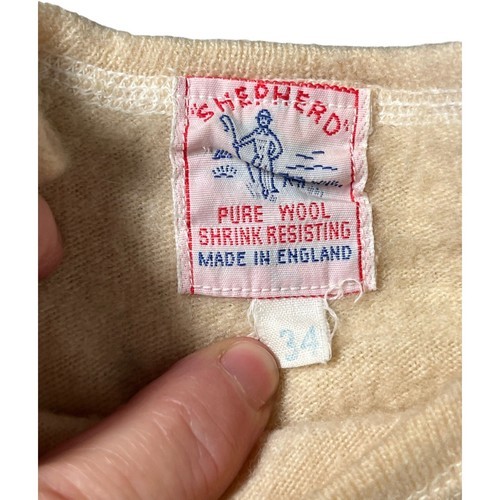 "SHEPHERD"
PURE WOOL
SHRINK RESISTING
MADE IN ENGLAND
34